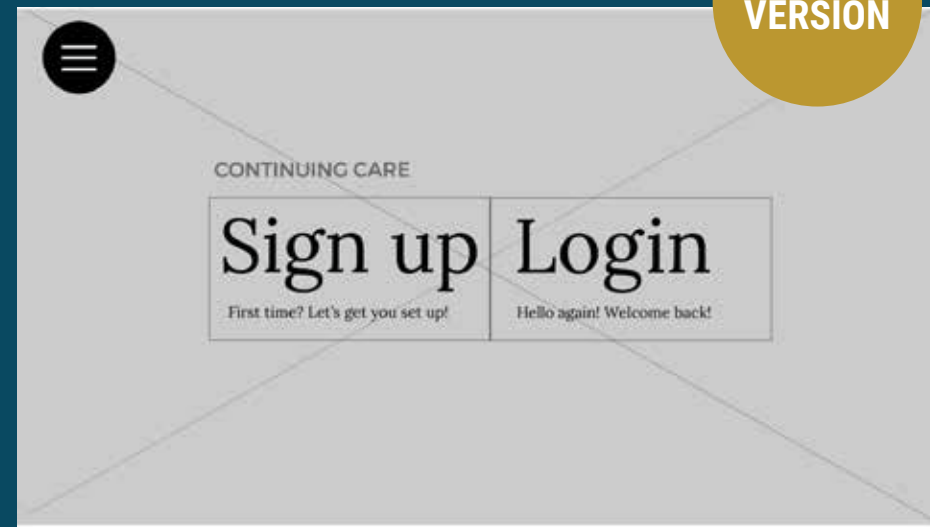 VERSION
CONTINUING CARE
Sign up
First time? Let's get you set up!
Login
Hello again! Welcome back!